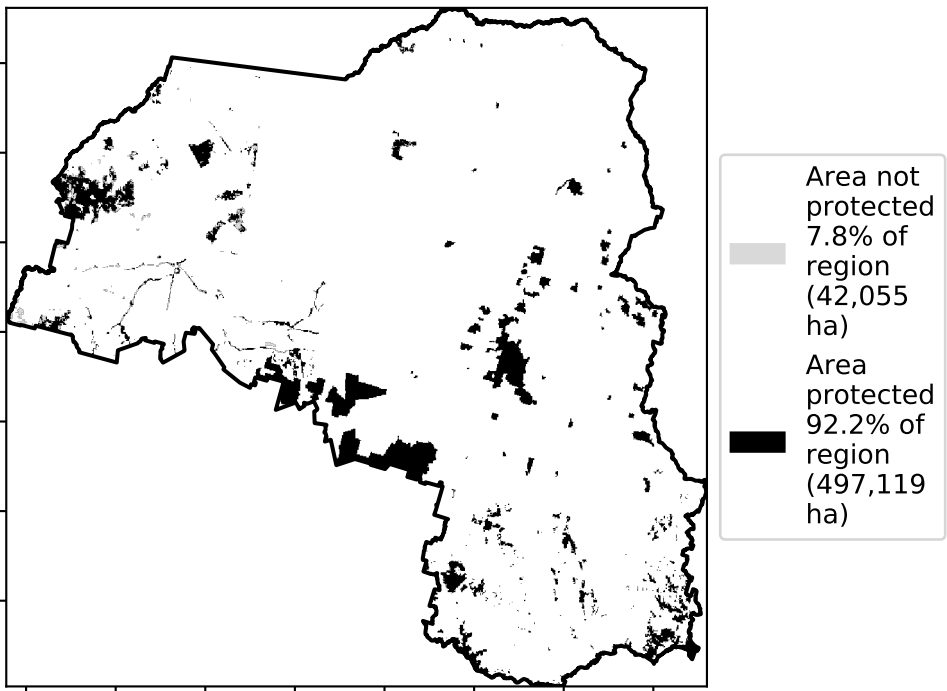 Area not
protected
7.8% of
region
(42,055
ha)
Area
protected
92.2% of
region
(497,119
ha)